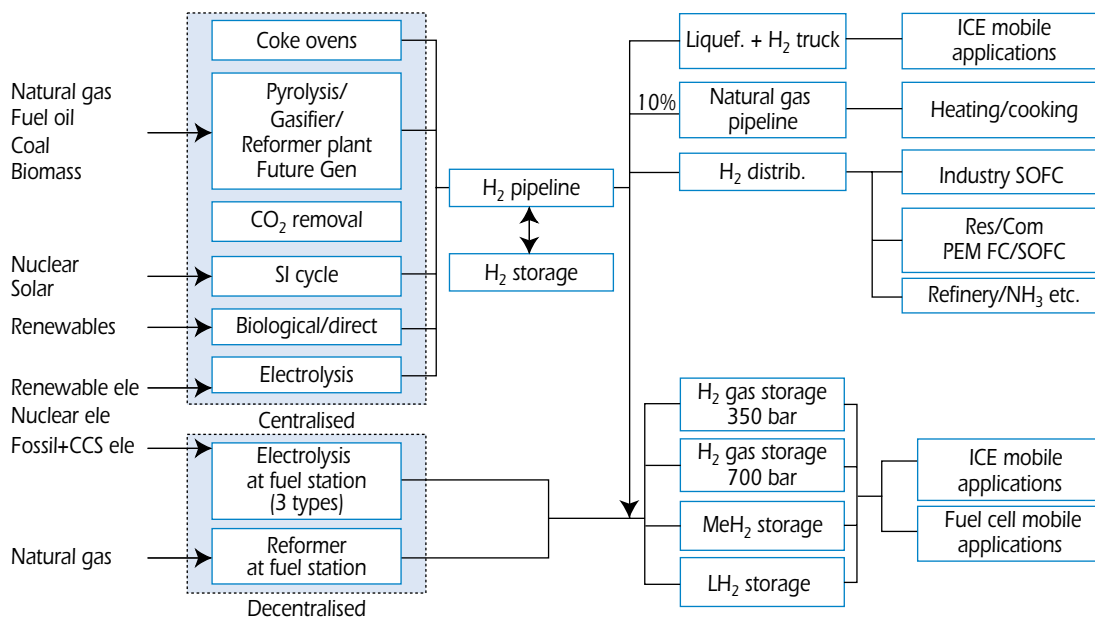 Natural gas
Fuel oil
Coal
Biomass
Nuclear
Solar
Renewables
Renewable ele
Nuclear ele
Fossil+CCS ele
Natural gas
Coke ovens
Pyrolysis/
Gasifier/
Reformer plant
Future Gen
CO₂ removal
SI cycle
Biological/direct
Electrolysis
Centralised
Electrolysis
at fuel station
(3 types)
Reformer
at fuel station
Decentralised
H₂ pipeline
H₂ storage
Liquef. + H₂ truck
10%
Natural gas
pipeline
H₂ distrib.
ICE mobile
applications
Heating/cooking
Industry SOFC
Res/Com
PEM FC/SOFC
Refinery/NH₃ etc.
H₂ gas storage
350 bar
H₂ gas storage
700 bar
MeH₂ storage
LH₂ storage
ICE mobile
applications
Fuel cell mobile
applications